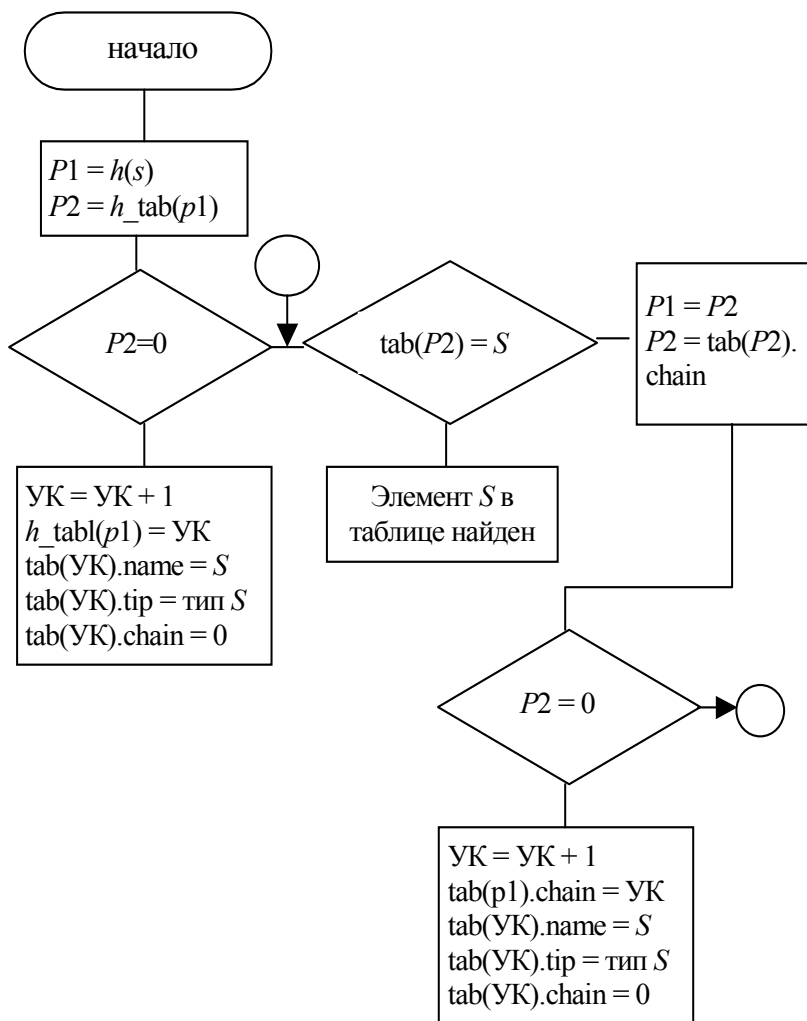 начало
P1 = h(s)
P2 = h_tab(p1)
P2=0
tab(P2) = S
P1 = P2
P2 = tab(P2).
chain
УК = УК + 1
h_tabl(p1) = УК
tab(УК).name = S
tab(УК).tip = тип S
tab(УК).chain = 0
Элемент S в
таблице найден
P2 = 0
УК = УК + 1
tab(p1).chain = УК
tab(УК).name = S
tab(УК).tip = тип S
tab(УК).chain = 0